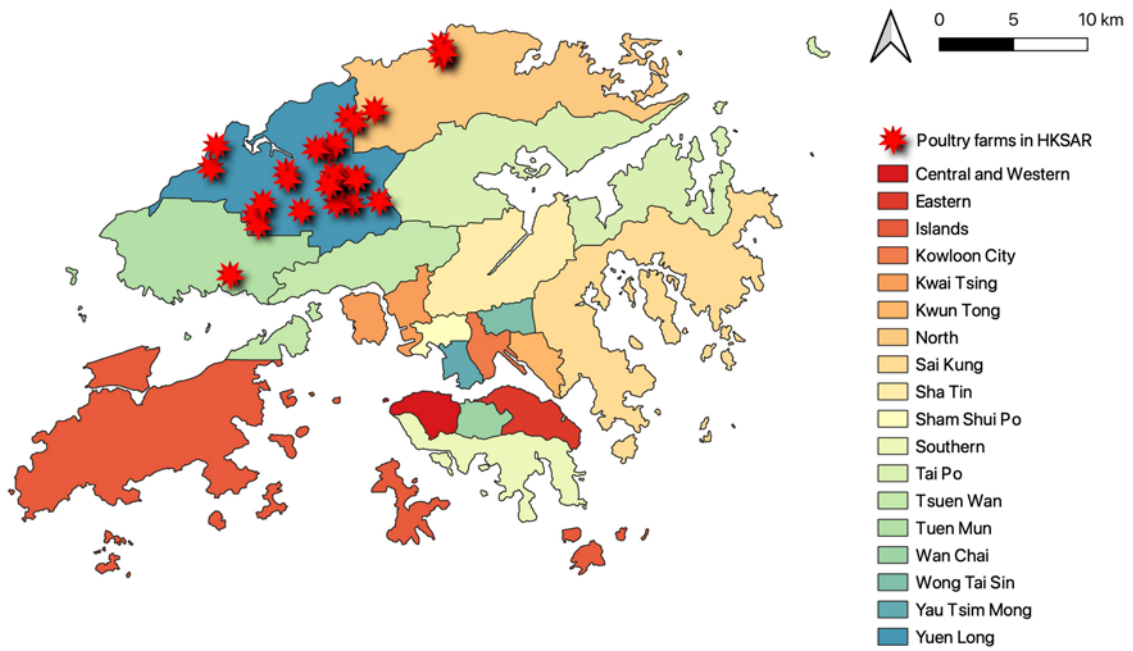 0 5 10 km
Poultry farms in HKSAR
Central and Western
Eastern
Islands
Kowloon City
Kwai Tsing
Kwun Tong
North
Sai Kung
Sha Tin
Sham Shui Po
Southern
Tai Po
Tsuen Wan
Tuen Mun
Wan Chai
Wong Tai Sin
Yau Tsim Mong
Yuen Long